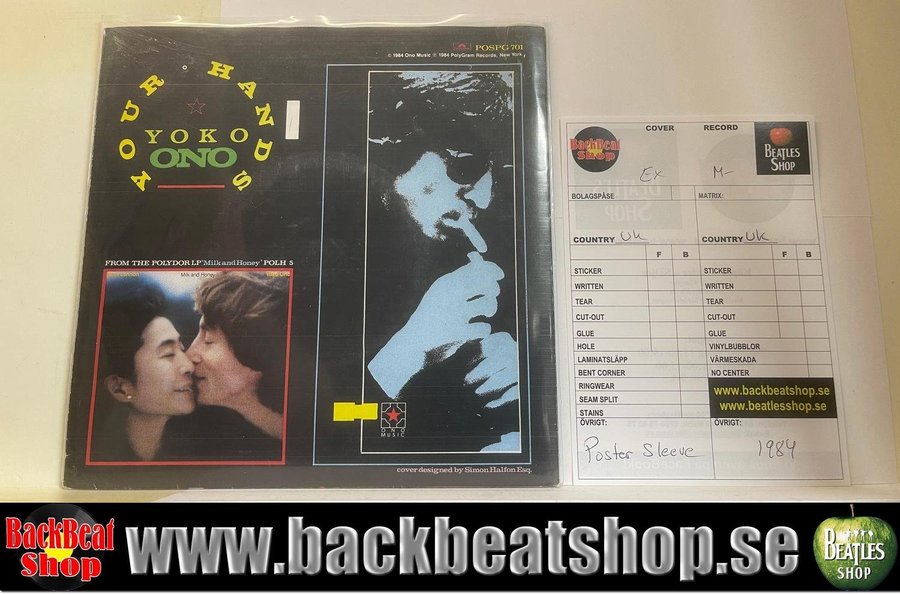 POSPG 701
© 1984 Ono Music ℗ 1984 PolyGram Records, New York
YOUR · HANDS
YOKO
ONO
FROM THE POLYDOR LP 'Milk and Honey' POLH 5
Milk and Honey
ONO
MUSIC
cover designed by Simon Halfon Esq.
COVER RECORD
BackBeat
Shop
BEATLES
SHOP
Ex M-
BOLAGSPÅSE MATRIX:
COUNTRY UK COUNTRY UK
F B F B
STICKER STICKER
WRITTEN WRITTEN
TEAR TEAR
CUT-OUT CUT-OUT
GLUE GLUE
HOLE VINYLBUBBLOR
LAMINATSLÄPP VÄRMESKADA
BENT CORNER NO CENTER
RINGWEAR
SEAM SPLIT
STAINS
www.backbeatshop.se
www.beatlesshop.se
ÖVRIGT: ÖVRIGT:
Poster Sleeve 1984
BackBeat
Shop
www.backbeatshop.se
BEATLES
SHOP